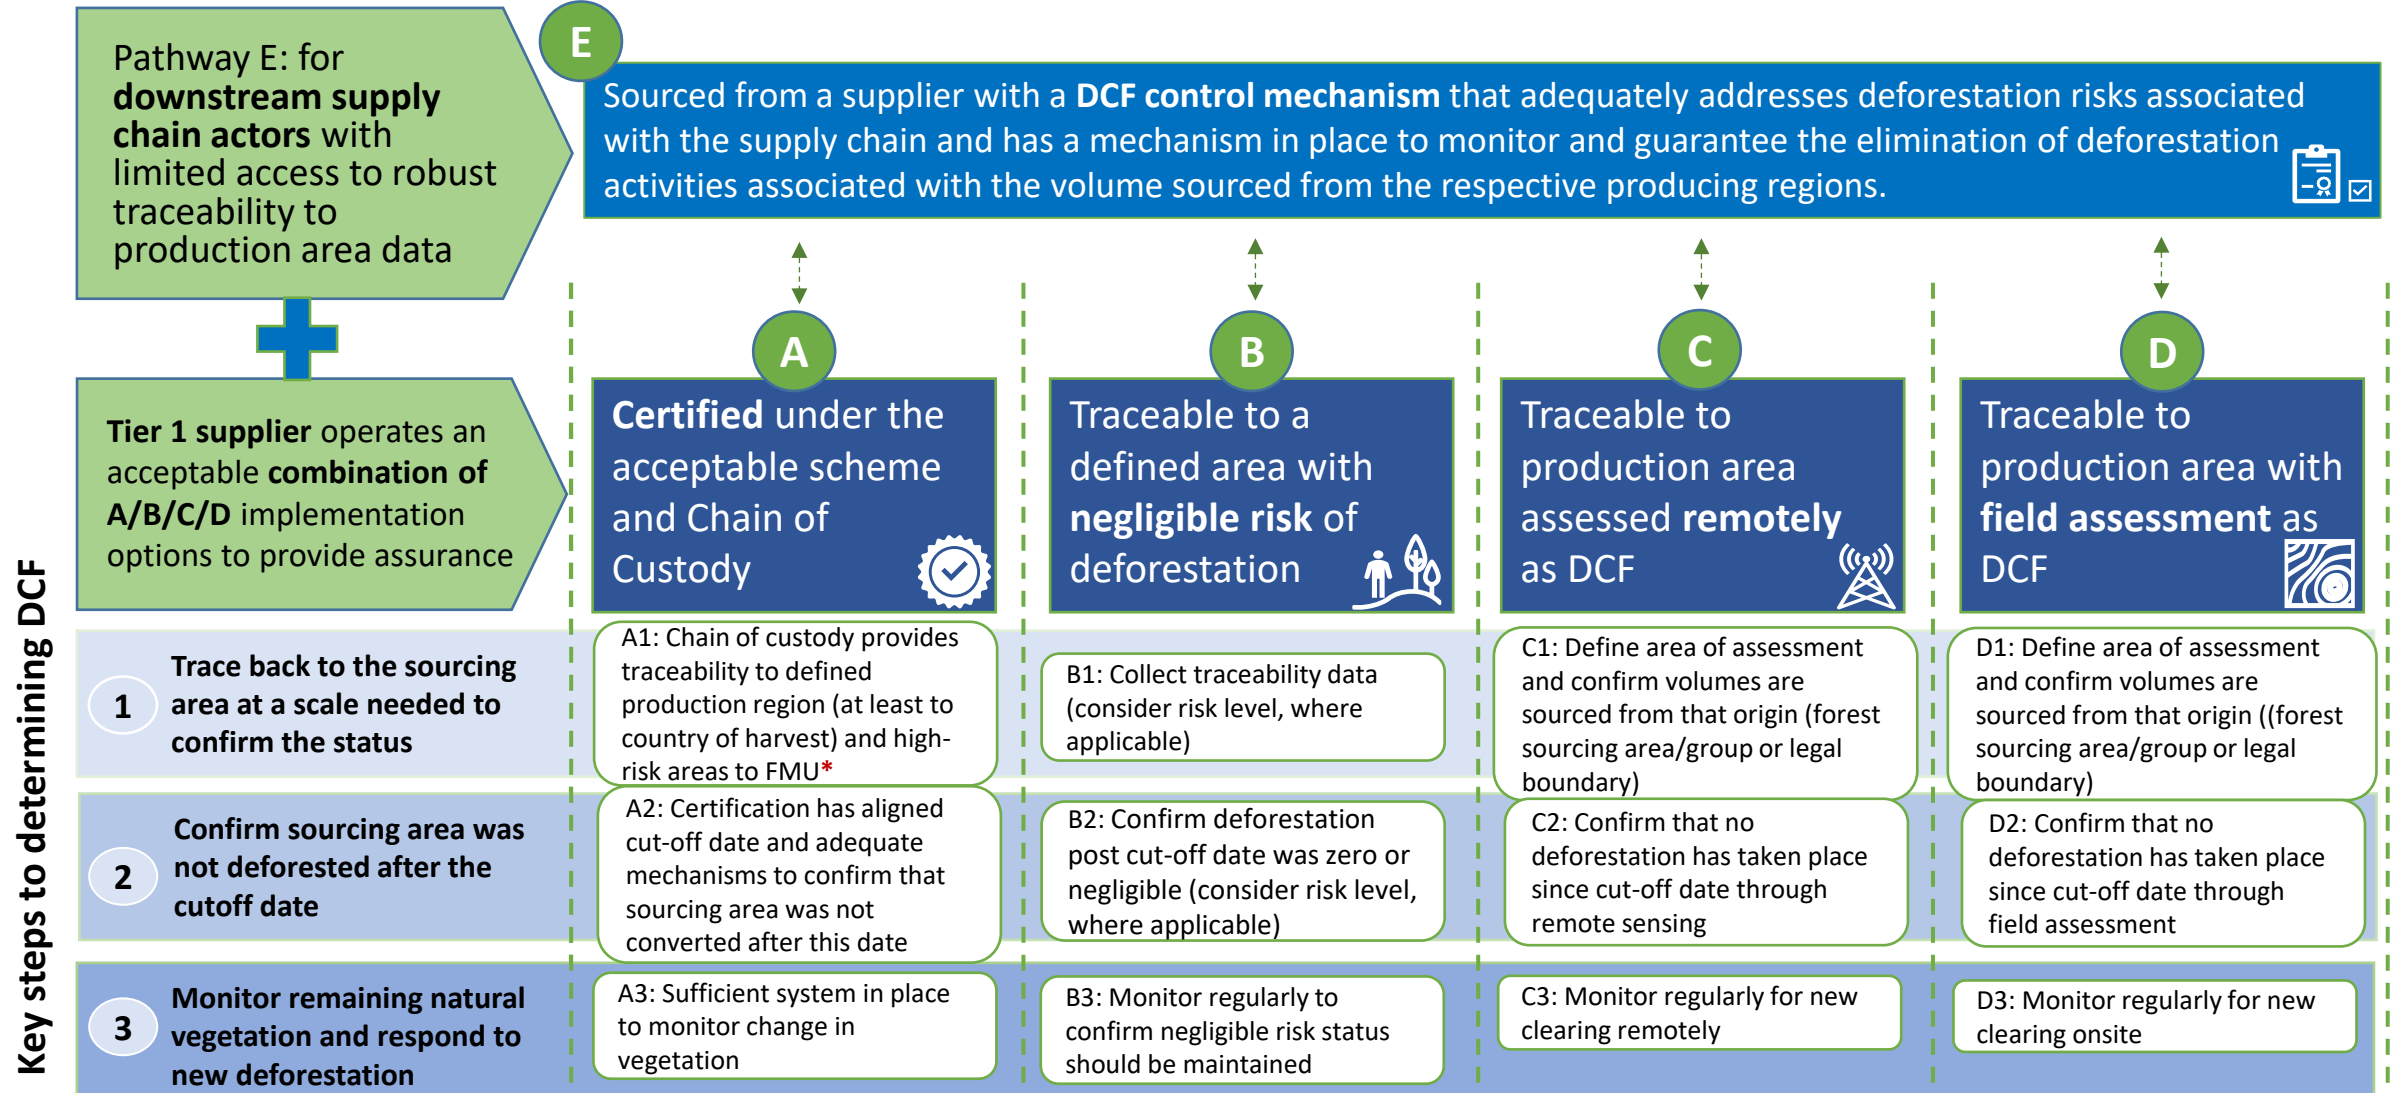 Pathway E: for
downstream supply
chain actors with
limited access to robust
traceability to
production area data
E
Sourced from a supplier with a DCF control mechanism that adequately addresses deforestation risks associated
with the supply chain and has a mechanism in place to monitor and guarantee the elimination of deforestation
activities associated with the volume sourced from the respective producing regions.
Tier 1 supplier operates an
acceptable combination of
A/B/C/D implementation
options to provide assurance
A
Certified under the
acceptable scheme
and Chain of
Custody
B
Traceable to a
defined area with
negligible risk of
deforestation
C
Traceable to
production area
assessed remotely
as DCF
D
Traceable to
production area with
field assessment as
DCF
Key steps to determining DCF
1
Trace back to the sourcing
area at a scale needed to
confirm the status
A1: Chain of custody provides
traceability to defined
production region (at least to
country of harvest) and high-
risk areas to FMU*
B1: Collect traceability data
(consider risk level, where
applicable)
C1: Define area of assessment
and confirm volumes are
sourced from that origin (forest
sourcing area/group or legal
boundary)
D1: Define area of assessment
and confirm volumes are
sourced from that origin ((forest
sourcing area/group or legal
boundary)
2
Confirm sourcing area was
not deforested after the
cutoff date
A2: Certification has aligned
cut-off date and adequate
mechanisms to confirm that
sourcing area was not
converted after this date
B2: Confirm deforestation
post cut-off date was zero or
negligible (consider risk level,
where applicable)
C2: Confirm that no
deforestation has taken place
since cut-off date through
remote sensing
D2: Confirm that no
deforestation has taken place
since cut-off date through
field assessment
3
Monitor remaining natural
vegetation and respond to
new deforestation
A3: Sufficient system in place
to monitor change in
vegetation
B3: Monitor regularly to
confirm negligible risk status
should be maintained
C3: Monitor regularly for new
clearing remotely
D3: Monitor regularly for new
clearing onsite